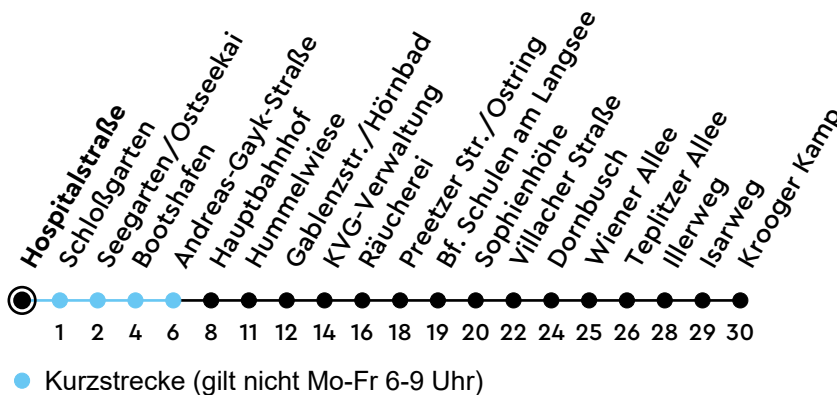 Hospitalstraße
Schloßgarten
Seegarten/Ostseekai
Bootshafen
Andreas-Gayk-Straße
Hauptbahnhof
Hummelwiese
Gablenzstr./Hörnbad
KVG-Verwaltung
Räucherei
Preetzer Str./Ostring
Bf. Schulen am Langsee
Sophienhöhe
Villacher Straße
Dornbusch
Wiener Allee
Teplitzer Allee
Illerweg
Isarweg
Krooger Kamp
1 2 4 6 8 11 12 14 16 18 19 20 22 24 25 26 28 29 30
Kurzstrecke (gilt nicht Mo-Fr 6-9 Uhr)